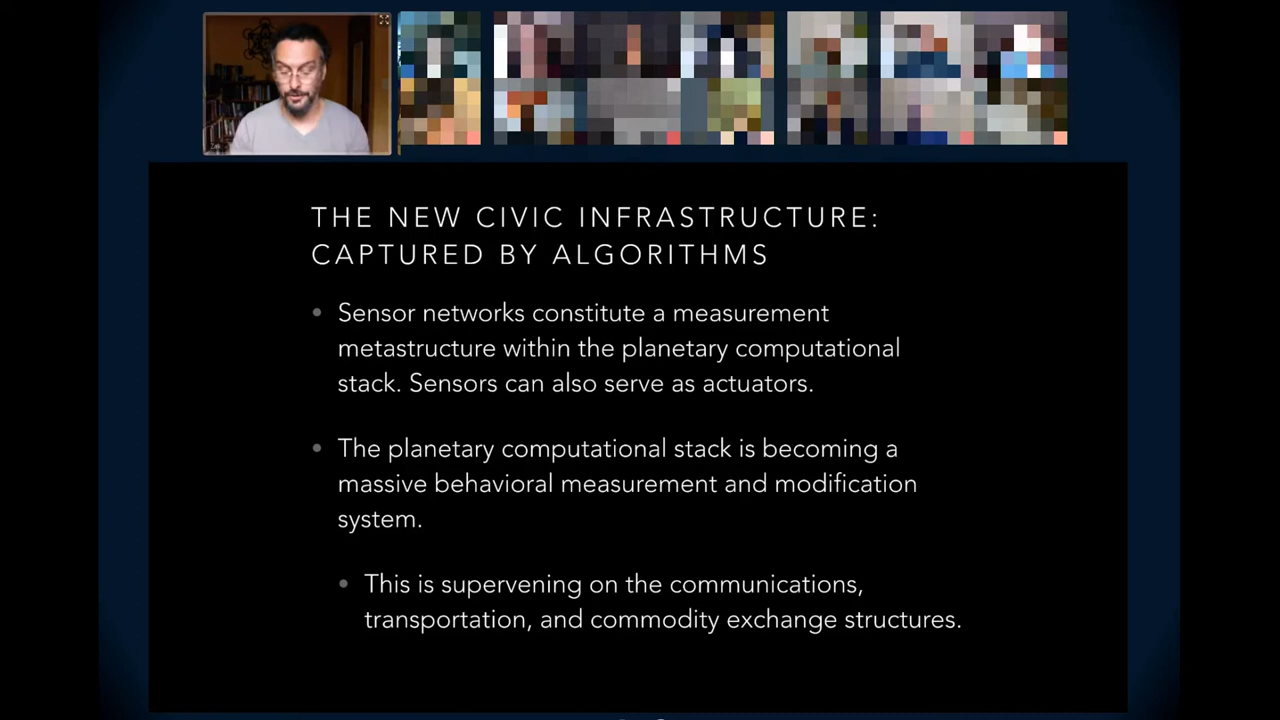 THE NEW CIVIC INFRASTRUCTURE:
CAPTURED BY ALGORITHMS
• Sensor networks constitute a measurement
metastructure within the planetary computational
stack. Sensors can also serve as actuators.
• The planetary computational stack is becoming a
massive behavioral measurement and modification
system.
• This is supervening on the communications,
transportation, and commodity exchange structures.